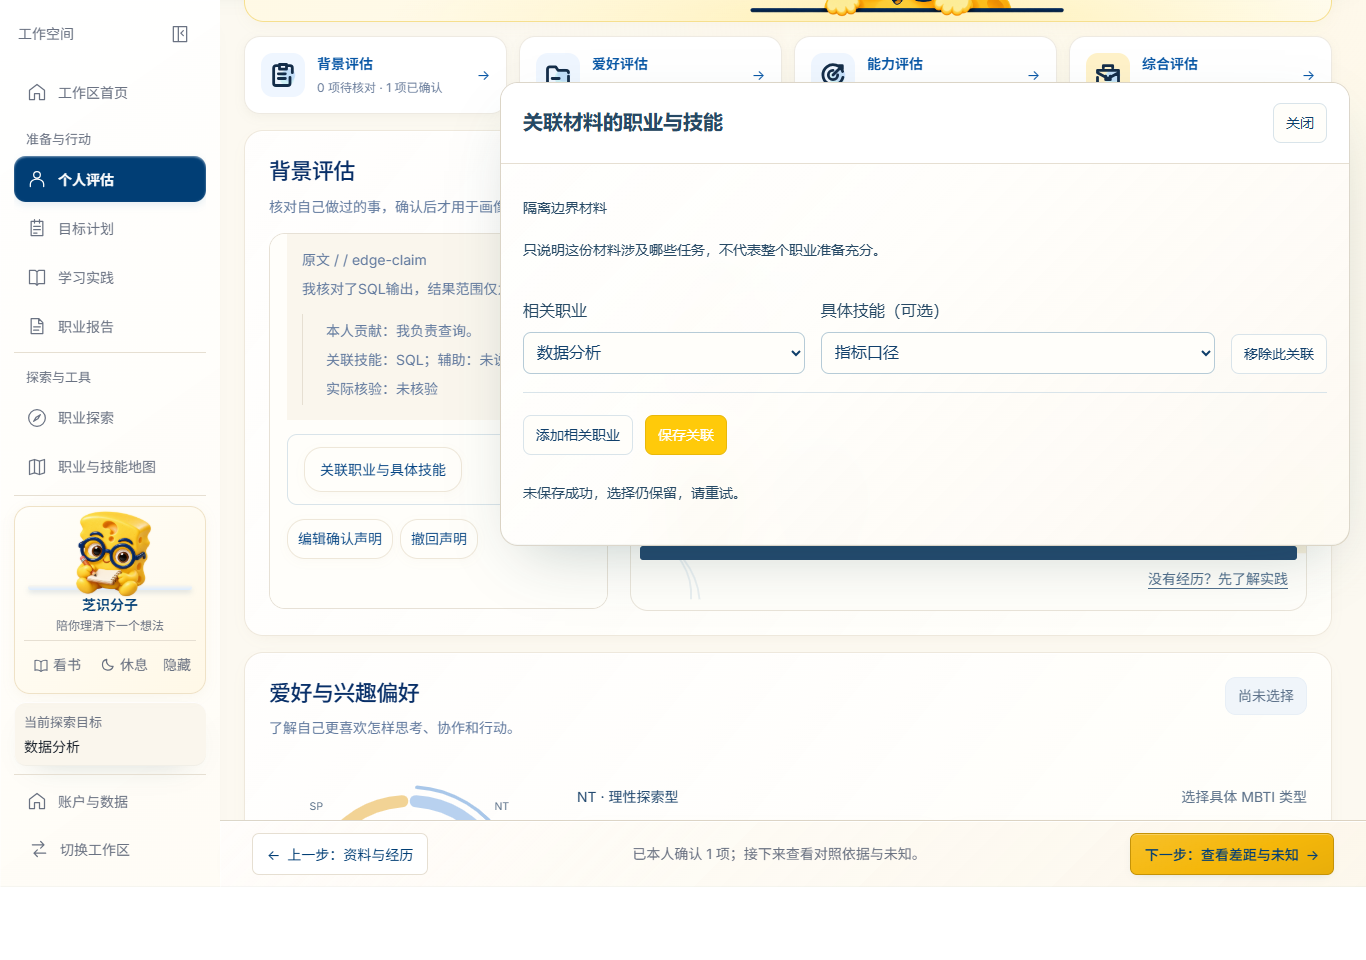 工作空间
工作区首页
准备与行动
个人评估
目标计划
学习实践
职业报告
探索与工具
职业探索
职业与技能地图
芝识分子
陪你理清下一个想法
看书
休息
隐藏
当前探索目标
数据分析
账户与数据
切换工作区
背景评估
0 项待核对 · 1 项已确认
爱好评估
能力评估
综合评估
背景评估
核对自己做过的事，确认后才用于画像
原文 / / edge-claim
我核对了SQL输出，结果范围仅
本人贡献：我负责查询。
关联技能：SQL；辅助：未
实际核验：未核验
关联职业与具体技能
编辑确认声明
撤回声明
关联材料的职业与技能
关闭
隔离边界材料
只说明这份材料涉及哪些任务，不代表整个职业准备充分。
相关职业
具体技能（可选）
数据分析
指标口径
移除此关联
添加相关职业
保存关联
未保存成功，选择仍保留，请重试。
没有经历？先了解实践
爱好与兴趣偏好
尚未选择
了解自己更喜欢怎样思考、协作和行动。
SP
NT
NT · 理性探索型
选择具体 MBTI 类型
← 上一步：资料与经历
已本人确认 1 项；接下来查看对照依据与未知。
下一步：查看差距与未知 →